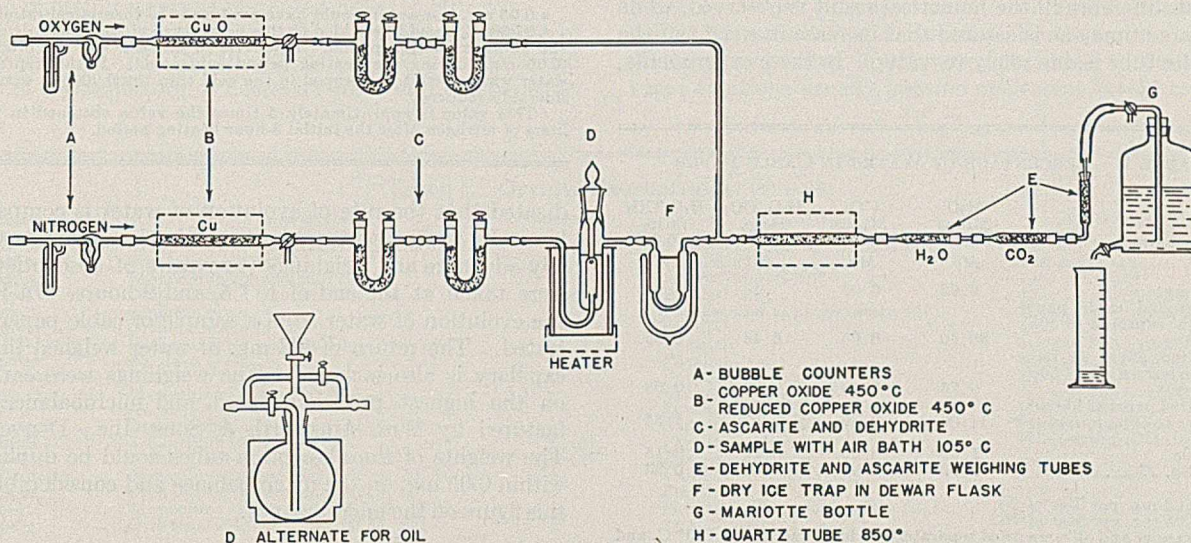 OXYGEN →
CuO
NITROGEN →
Cu
A
B
C
D
F
H
E
G
H₂O
CO₂
HEATER
D ALTERNATE FOR OIL
A - BUBBLE COUNTERS
B - COPPER OXIDE 450°C
REDUCED COPPER OXIDE 450°C
C - ASCARITE AND DEHYDRITE
D - SAMPLE WITH AIR BATH 105°C
E - DEHYDRITE AND ASCARITE WEIGHING TUBES
F - DRY ICE TRAP IN DEWAR FLASK
G - MARIOTTE BOTTLE
H - QUARTZ TUBE 850°